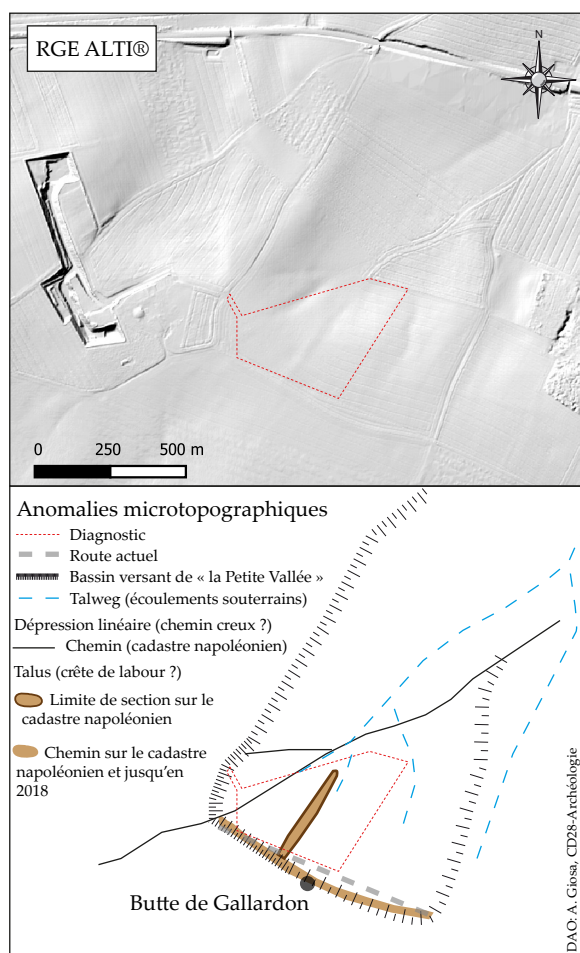 RGE ALTI®
N
0 250 500 m
Anomalies microtopographiques
Diagnostic
Route actuel
Bassin versant de « la Petite Vallée »
Talweg (écoulements souterrains)
Dépression linéaire (chemin creux ?)
Chemin (cadastre napoléonien)
Talus (crête de labour ?)
Limite de section sur le
cadastre napoléonien
Chemin sur le cadastre
napoléonien et jusqu'en
2018
Butte de Gallardon
DAO: A. Giosa, CD28-Archéologie